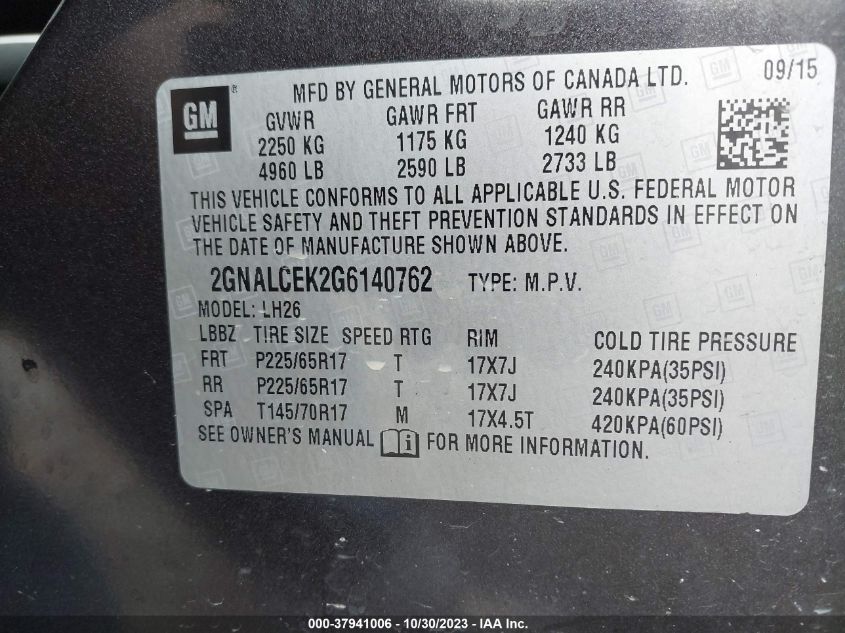 GM
®
MFD BY GENERAL MOTORS OF CANADA LTD. 09/15
GVWR GAWR FRT GAWR RR
2250 KG 1175 KG 1240 KG
4960 LB 2590 LB 2733 LB
THIS VEHICLE CONFORMS TO ALL APPLICABLE U.S. FEDERAL MOTOR
VEHICLE SAFETY AND THEFT PREVENTION STANDARDS IN EFFECT ON
THE DATE OF MANUFACTURE SHOWN ABOVE.
2GNALCEK2G6140762 TYPE: M.P.V.
MODEL: LH26
LBBZ TIRE SIZE SPEED RTG RIM COLD TIRE PRESSURE
FRT P225/65R17 T 17X7J 240KPA(35PSI)
RR P225/65R17 T 17X7J 240KPA(35PSI)
SPA T145/70R17 M 17X4.5T 420KPA(60PSI)
SEE OWNER'S MANUAL i FOR MORE INFORMATION.
000-37941006 - 10/30/2023 - IAA Inc.